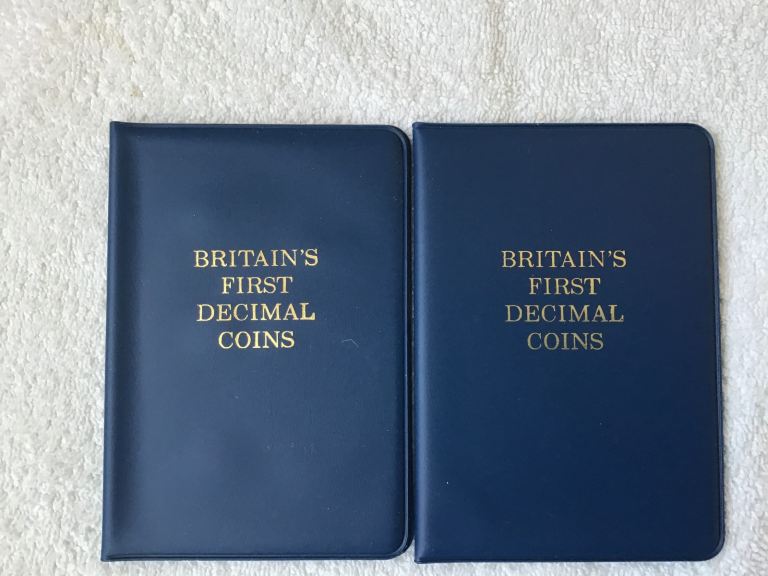 BRITAIN'S
FIRST
DECIMAL
COINS
BRITAIN'S
FIRST
DECIMAL
COINS